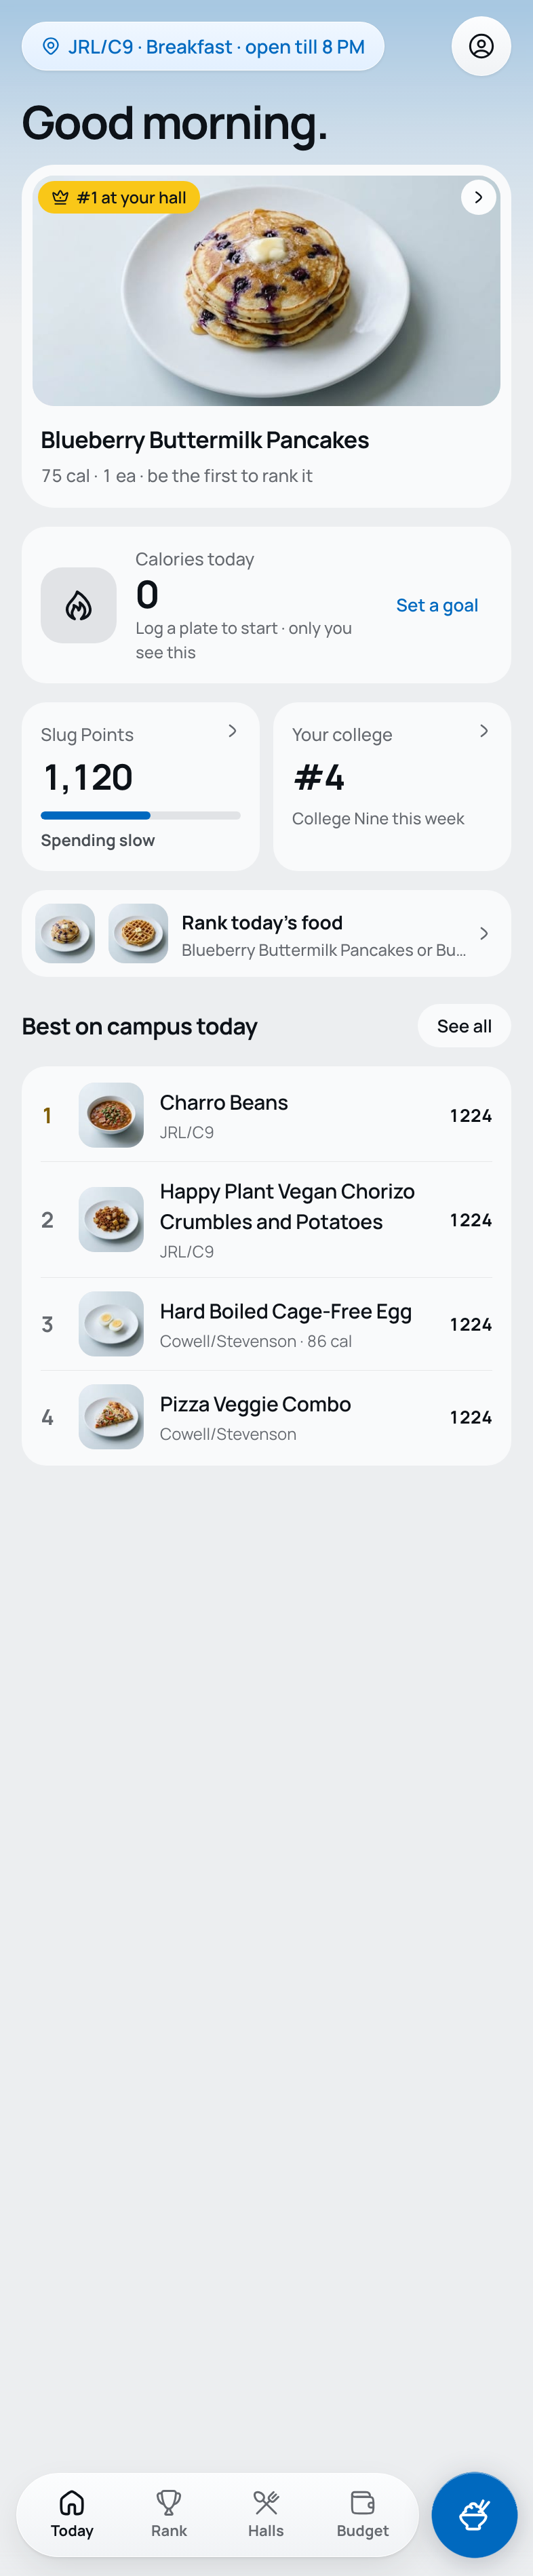 JRL/C9 · Breakfast · open till 8 PM
Good morning.
#1 at your hall
Blueberry Buttermilk Pancakes
75 cal · 1 ea · be the first to rank it
Calories today
0
Log a plate to start · only you
see this
Set a goal
Slug Points
1,120
Spending slow
Your college
#4
College Nine this week
Rank today's food
Blueberry Buttermilk Pancakes or Bu...
Best on campus today
See all
1
Charro Beans
JRL/C9
1224
2
Happy Plant Vegan Chorizo
Crumbles and Potatoes
JRL/C9
1224
3
Hard Boiled Cage-Free Egg
Cowell/Stevenson · 86 cal
1224
4
Pizza Veggie Combo
Cowell/Stevenson
1224
Today
Rank
Halls
Budget